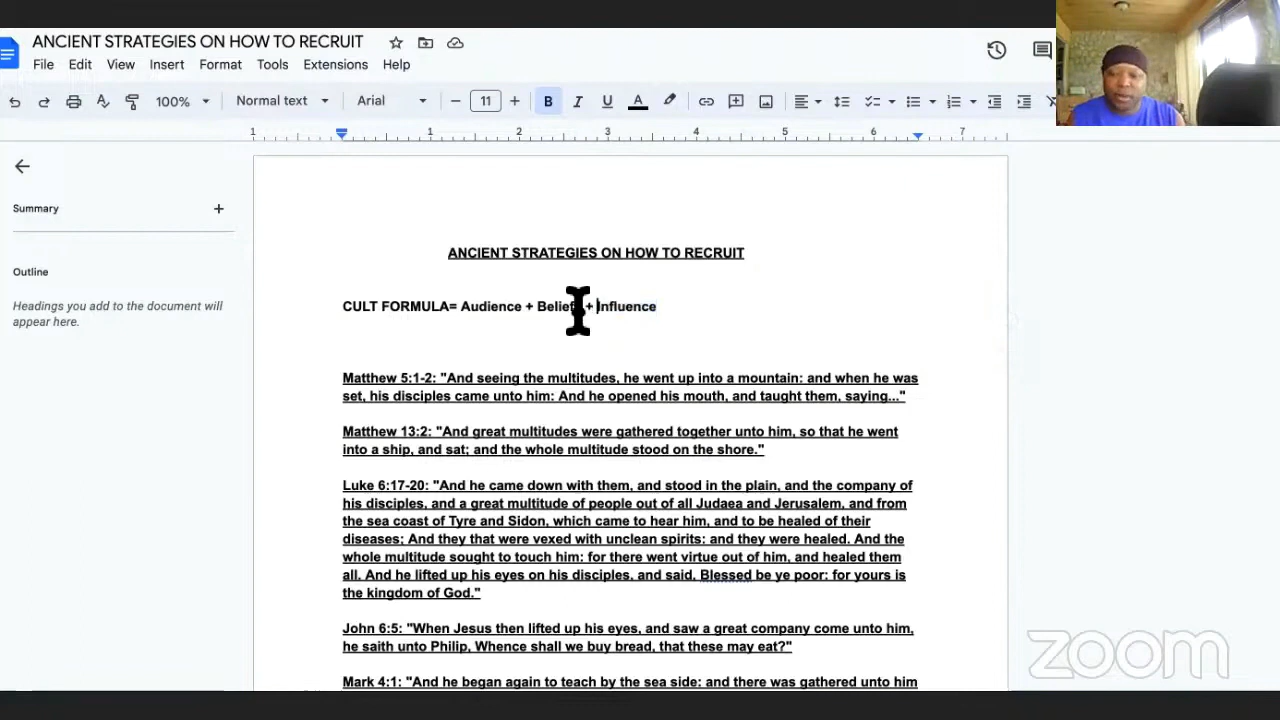 ANCIENT STRATEGIES ON HOW TO RECRUIT
File Edit View Insert Format Tools Extensions Help
100% Normal text Arial 11 B I U A
1 1 2 3 4 5 6 7
Summary
Outline
Headings you add to the document will
appear here.
ANCIENT STRATEGIES ON HOW TO RECRUIT
CULT FORMULA= Audience + + Influence
Matthew 5:1-2: "And seeing the multitudes, he went up into a mountain: and when he was
set, his disciples came unto him: And he opened his mouth, and taught them, saying..."
Matthew 13:2: "And great multitudes were gathered together unto him, so that he went
into a ship, and sat; and the whole multitude stood on the shore."
Luke 6:17-20: "And he came down with them, and stood in the plain, and the company of
his disciples, and a great multitude of people out of all Judaea and Jerusalem, and from
the sea coast of Tyre and Sidon, which came to hear him, and to be healed of their
diseases; And they that were vexed with unclean spirits: and they were healed. And the
whole multitude sought to touch him: for there went virtue out of him, and healed them
all. And he lifted up his eyes on his disciples, and said, Blessed be ye poor: for yours is
the kingdom of God."
John 6:5: "When Jesus then lifted up his eyes, and saw a great company come unto him,
he saith unto Philip, Whence shall we buy bread, that these may eat?"
Mark 4:1: "And he began again to teach by the sea side: and there was gathered unto him
zoom